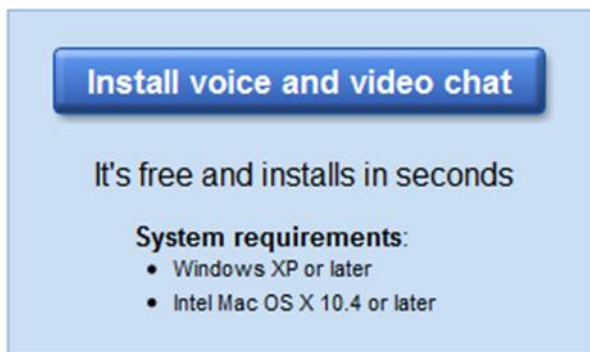 Install voice and video chat
It's free and installs in seconds
System requirements:
• Windows XP or later
• Intel Mac OS X 10.4 or later